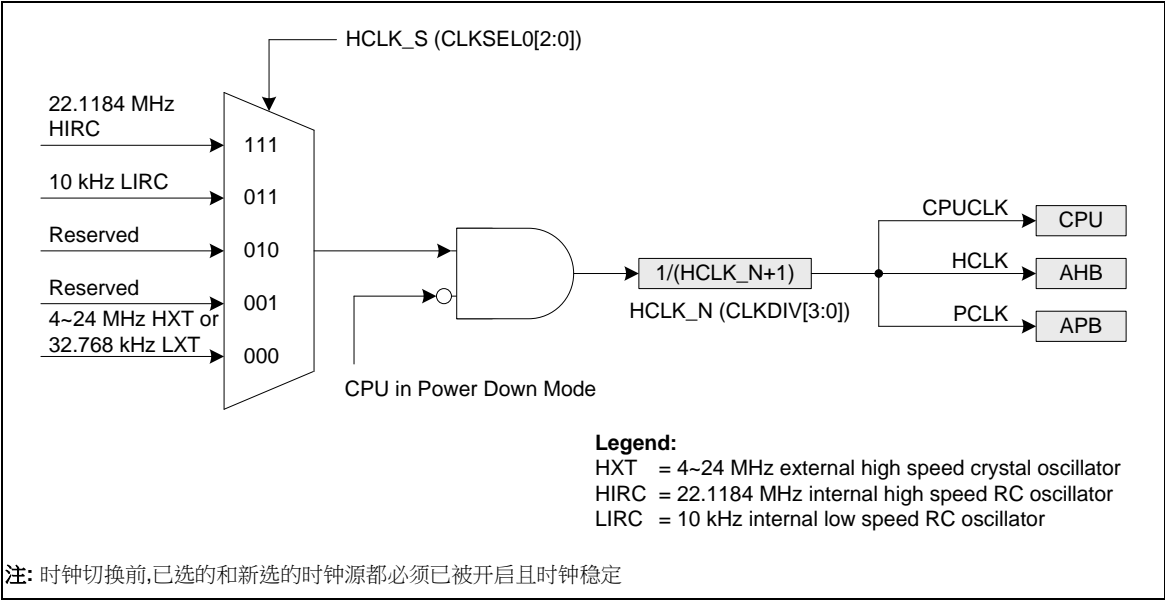 HCLK_S (CLKSEL0[2:0])
22.1184 MHz
HIRC
111
10 kHz LIRC
011
Reserved
010
Reserved
001
4~24 MHz HXT or
32.768 kHz LXT
000
CPU in Power Down Mode
1/(HCLK_N+1)
HCLK_N (CLKDIV[3:0])
CPUCLK
CPU
HCLK
AHB
PCLK
APB
Legend:
HXT = 4~24 MHz external high speed crystal oscillator
HIRC = 22.1184 MHz internal high speed RC oscillator
LIRC = 10 kHz internal low speed RC oscillator
注: 时钟切换前,已选的和新选的时钟源都必须已被开启且时钟稳定